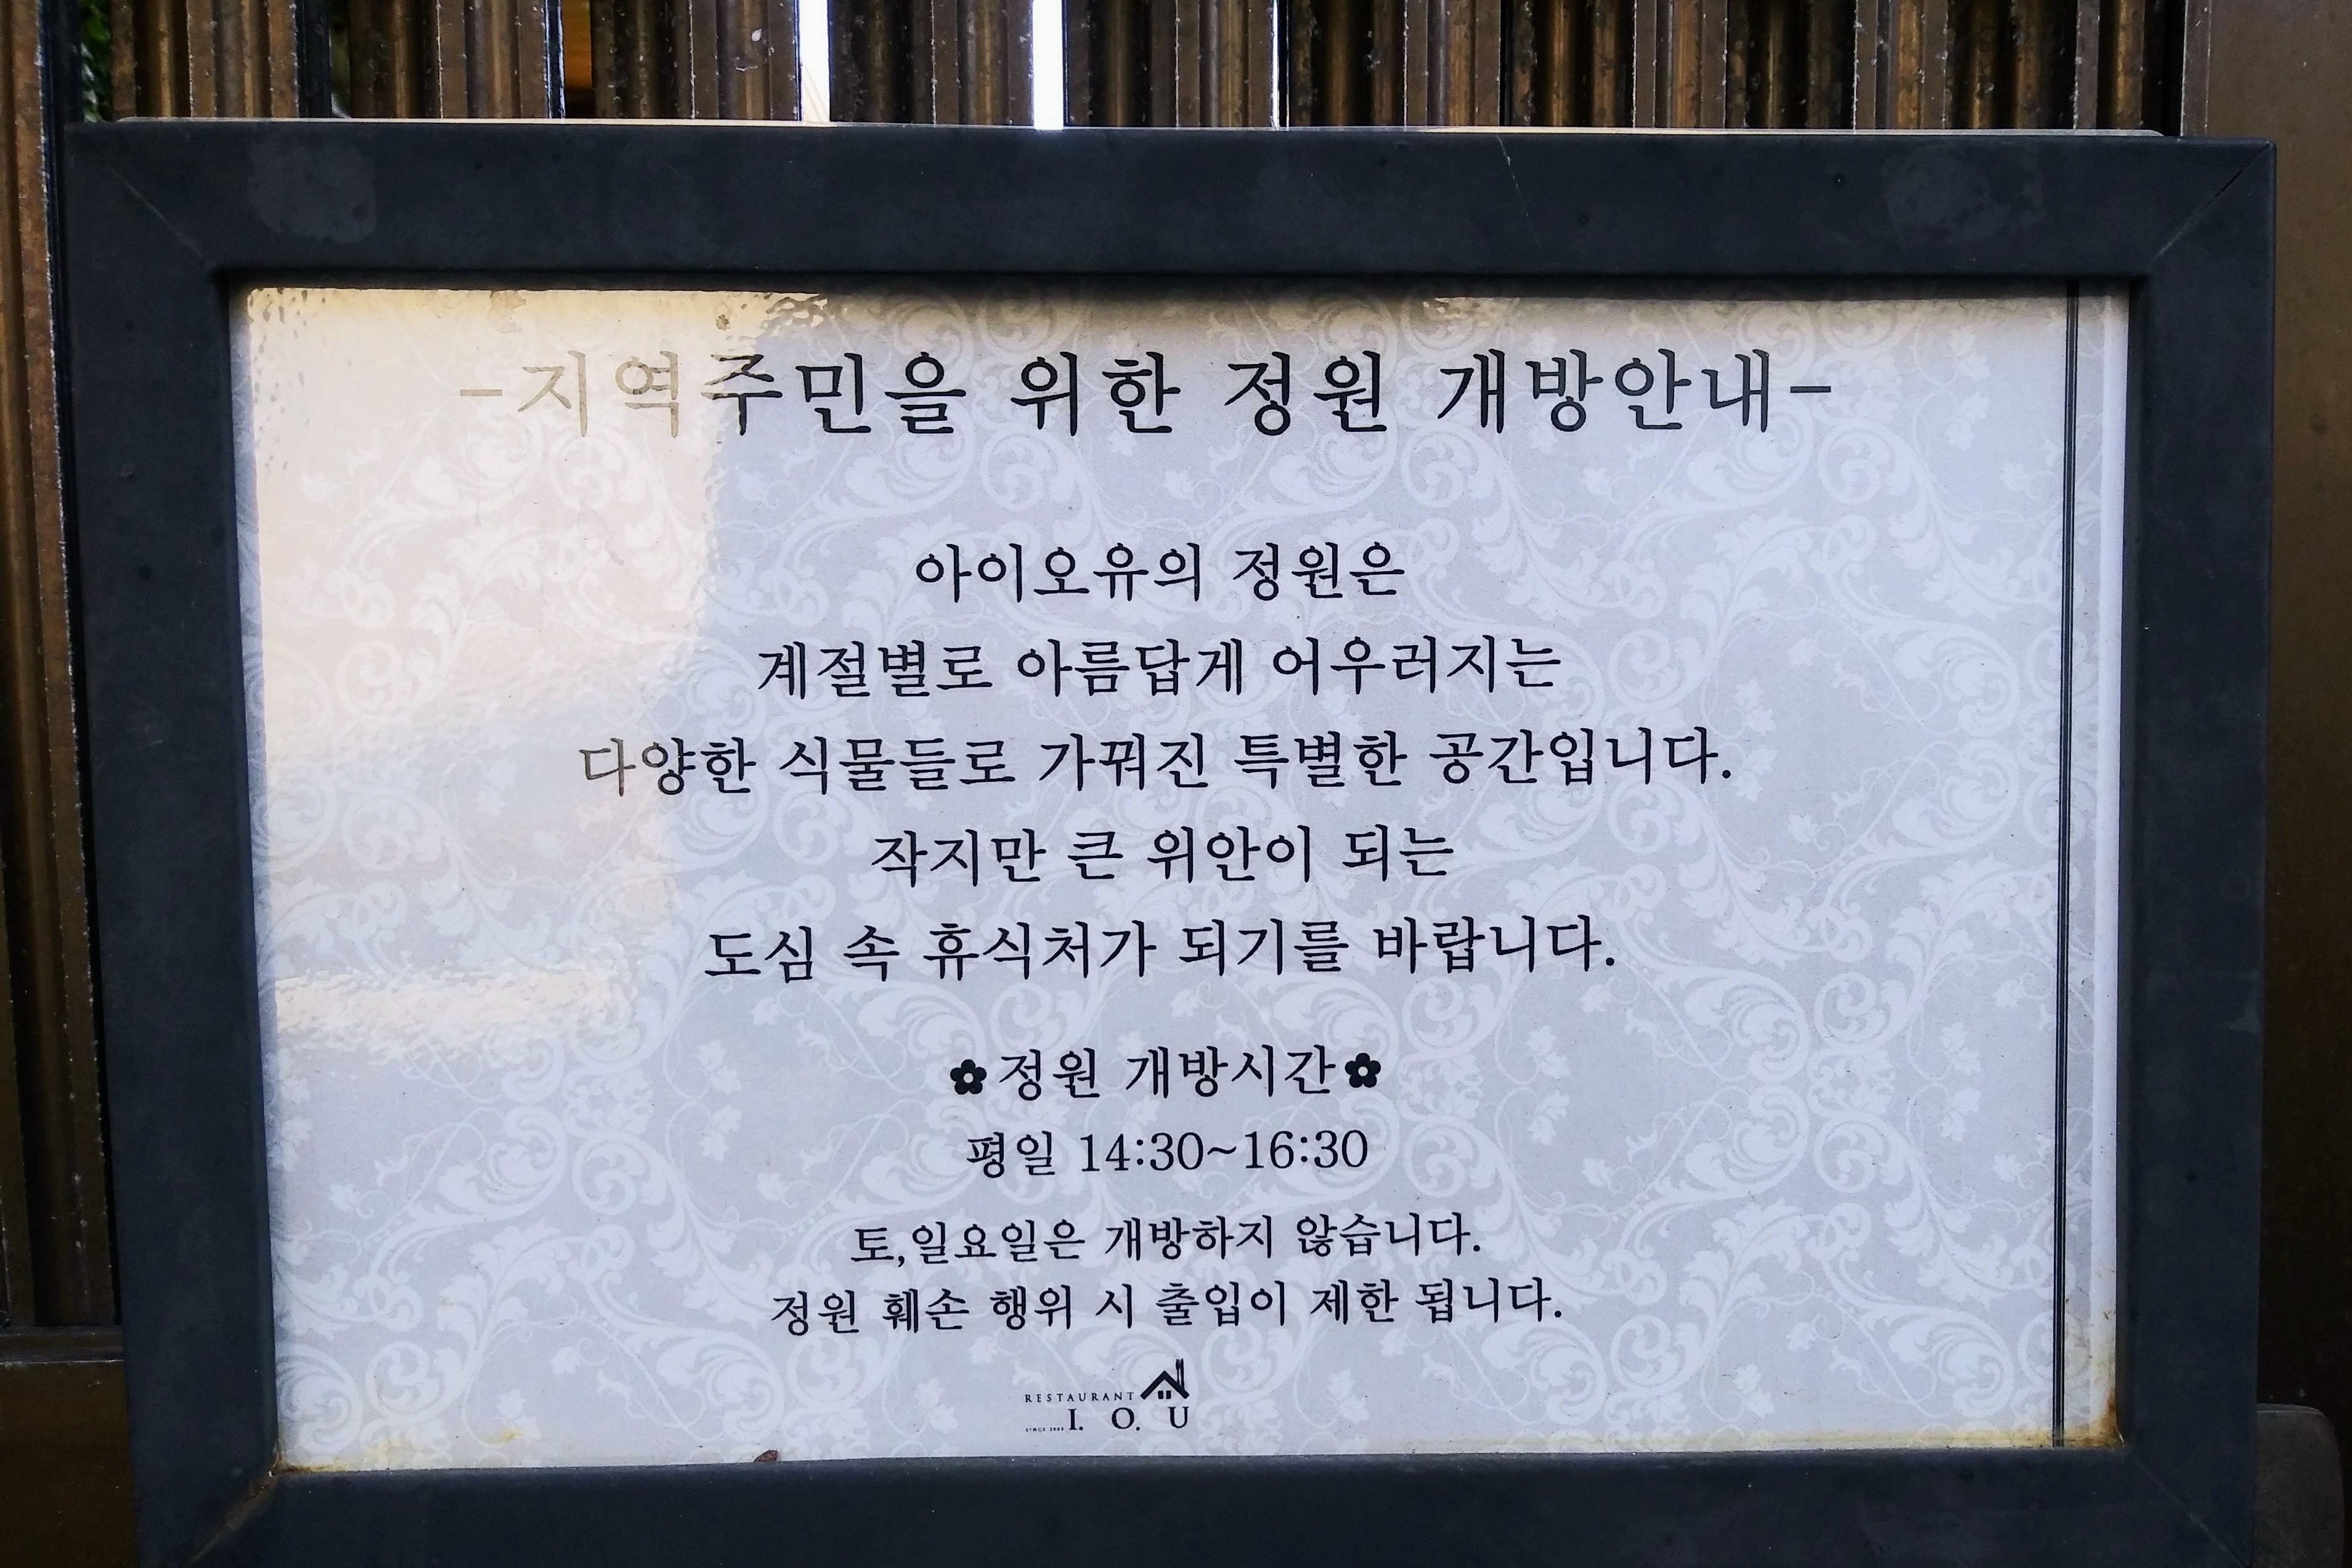 -지역주민을 위한 정원 개방안내-
아이오유의 정원은
계절별로 아름답게 어우러지는
다양한 식물들로 가꿔진 특별한 공간입니다.
작지만 큰 위안이 되는
도심 속 휴식처가 되기를 바랍니다.
✿정원 개방시간✿
평일 14:30~16:30
토,일요일은 개방하지 않습니다.
정원 훼손 행위 시 출입이 제한 됩니다.
RESTAURANT
I. O. U